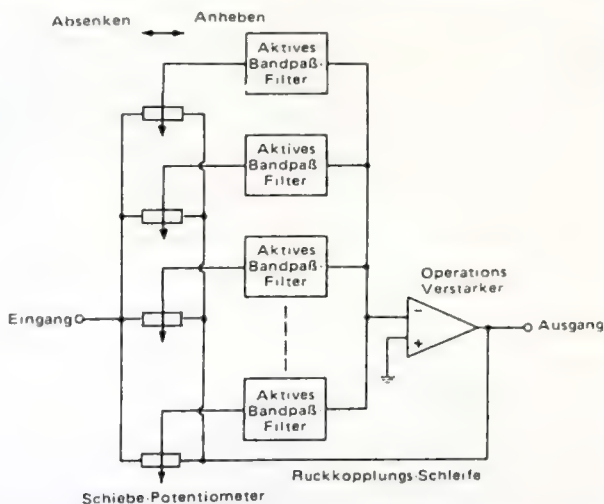 Absenken Anheben
Aktives
Bandpaß-
Filter
Aktives
Bandpaß
Filter
Aktives
Bandpaß-
Filter
Operations
Verstarker
Eingang
-
+
Ausgang
Aktives
Bandpaß-
Filter
Ruckkopplungs-Schleife
Schiebe-Potentiometer